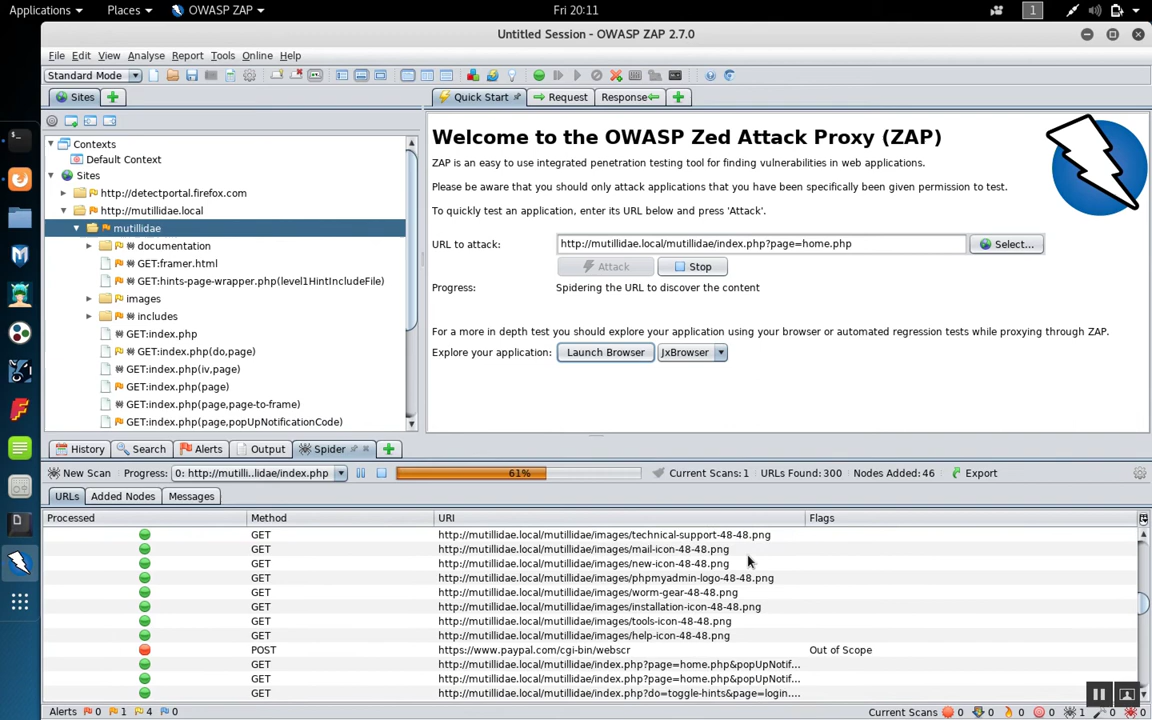 Applications Places OWASP ZAP Fri 20:11 1
Untitled Session - OWASP ZAP 2.7.0
File Edit View Analyse Report Tools Online Help
Standard Mode
Sites Quick Start Request Response
Contexts
Default Context
Sites
http://detectportal.firefox.com
http://mutillidae.local
mutillidae
documentation
GET:framer.html
GET:hints-page-wrapper.php(level1HintIncludeFile)
images
includes
GET:index.php
GET:index.php(do,page)
GET:index.php(iv,page)
GET:index.php(page)
GET:index.php(page,page-to-frame)
GET:index.php(page,popUpNotificationCode)
Welcome to the OWASP Zed Attack Proxy (ZAP)
ZAP is an easy to use integrated penetration testing tool for finding vulnerabilities in web applications.
Please be aware that you should only attack applications that you have been specifically been given permission to test.
To quickly test an application, enter its URL below and press 'Attack'.
URL to attack: http://mutillidae.local/mutillidae/index.php?page=home.php Select...
Attack Stop
Progress: Spidering the URL to discover the content
For a more in depth test you should explore your application using your browser or automated regression tests while proxying through ZAP.
Explore your application: Launch Browser JxBrowser
History Search Alerts Output Spider
New Scan Progress: 0: http://mutilli..lidae/index.php 61% Current Scans: 1 URLs Found: 300 Nodes Added: 46 Export
URLs Added Nodes Messages
Processed Method URI Flags
GET http://mutillidae.local/mutillidae/images/technical-support-48-48.png
GET http://mutillidae.local/mutillidae/images/mail-icon-48-48.png
GET http://mutillidae.local/mutillidae/images/new-icon-48-48.png
GET http://mutillidae.local/mutillidae/images/phpmyadmin-logo-48-48.png
GET http://mutillidae.local/mutillidae/images/worm-gear-48-48.png
GET http://mutillidae.local/mutillidae/images/installation-icon-48-48.png
GET http://mutillidae.local/mutillidae/images/tools-icon-48-48.png
GET http://mutillidae.local/mutillidae/images/help-icon-48-48.png
POST https://www.paypal.com/cgi-bin/webscr Out of Scope
GET http://mutillidae.local/mutillidae/index.php?page=home.php&popUpNotif...
GET http://mutillidae.local/mutillidae/index.php?page=home.php&popUpNotif...
GET http://mutillidae.local/mutillidae/index.php?do=toggle-hints&page=login....
Alerts 0 1 4 0 Current Scans 0 0 0 0 1 0 0